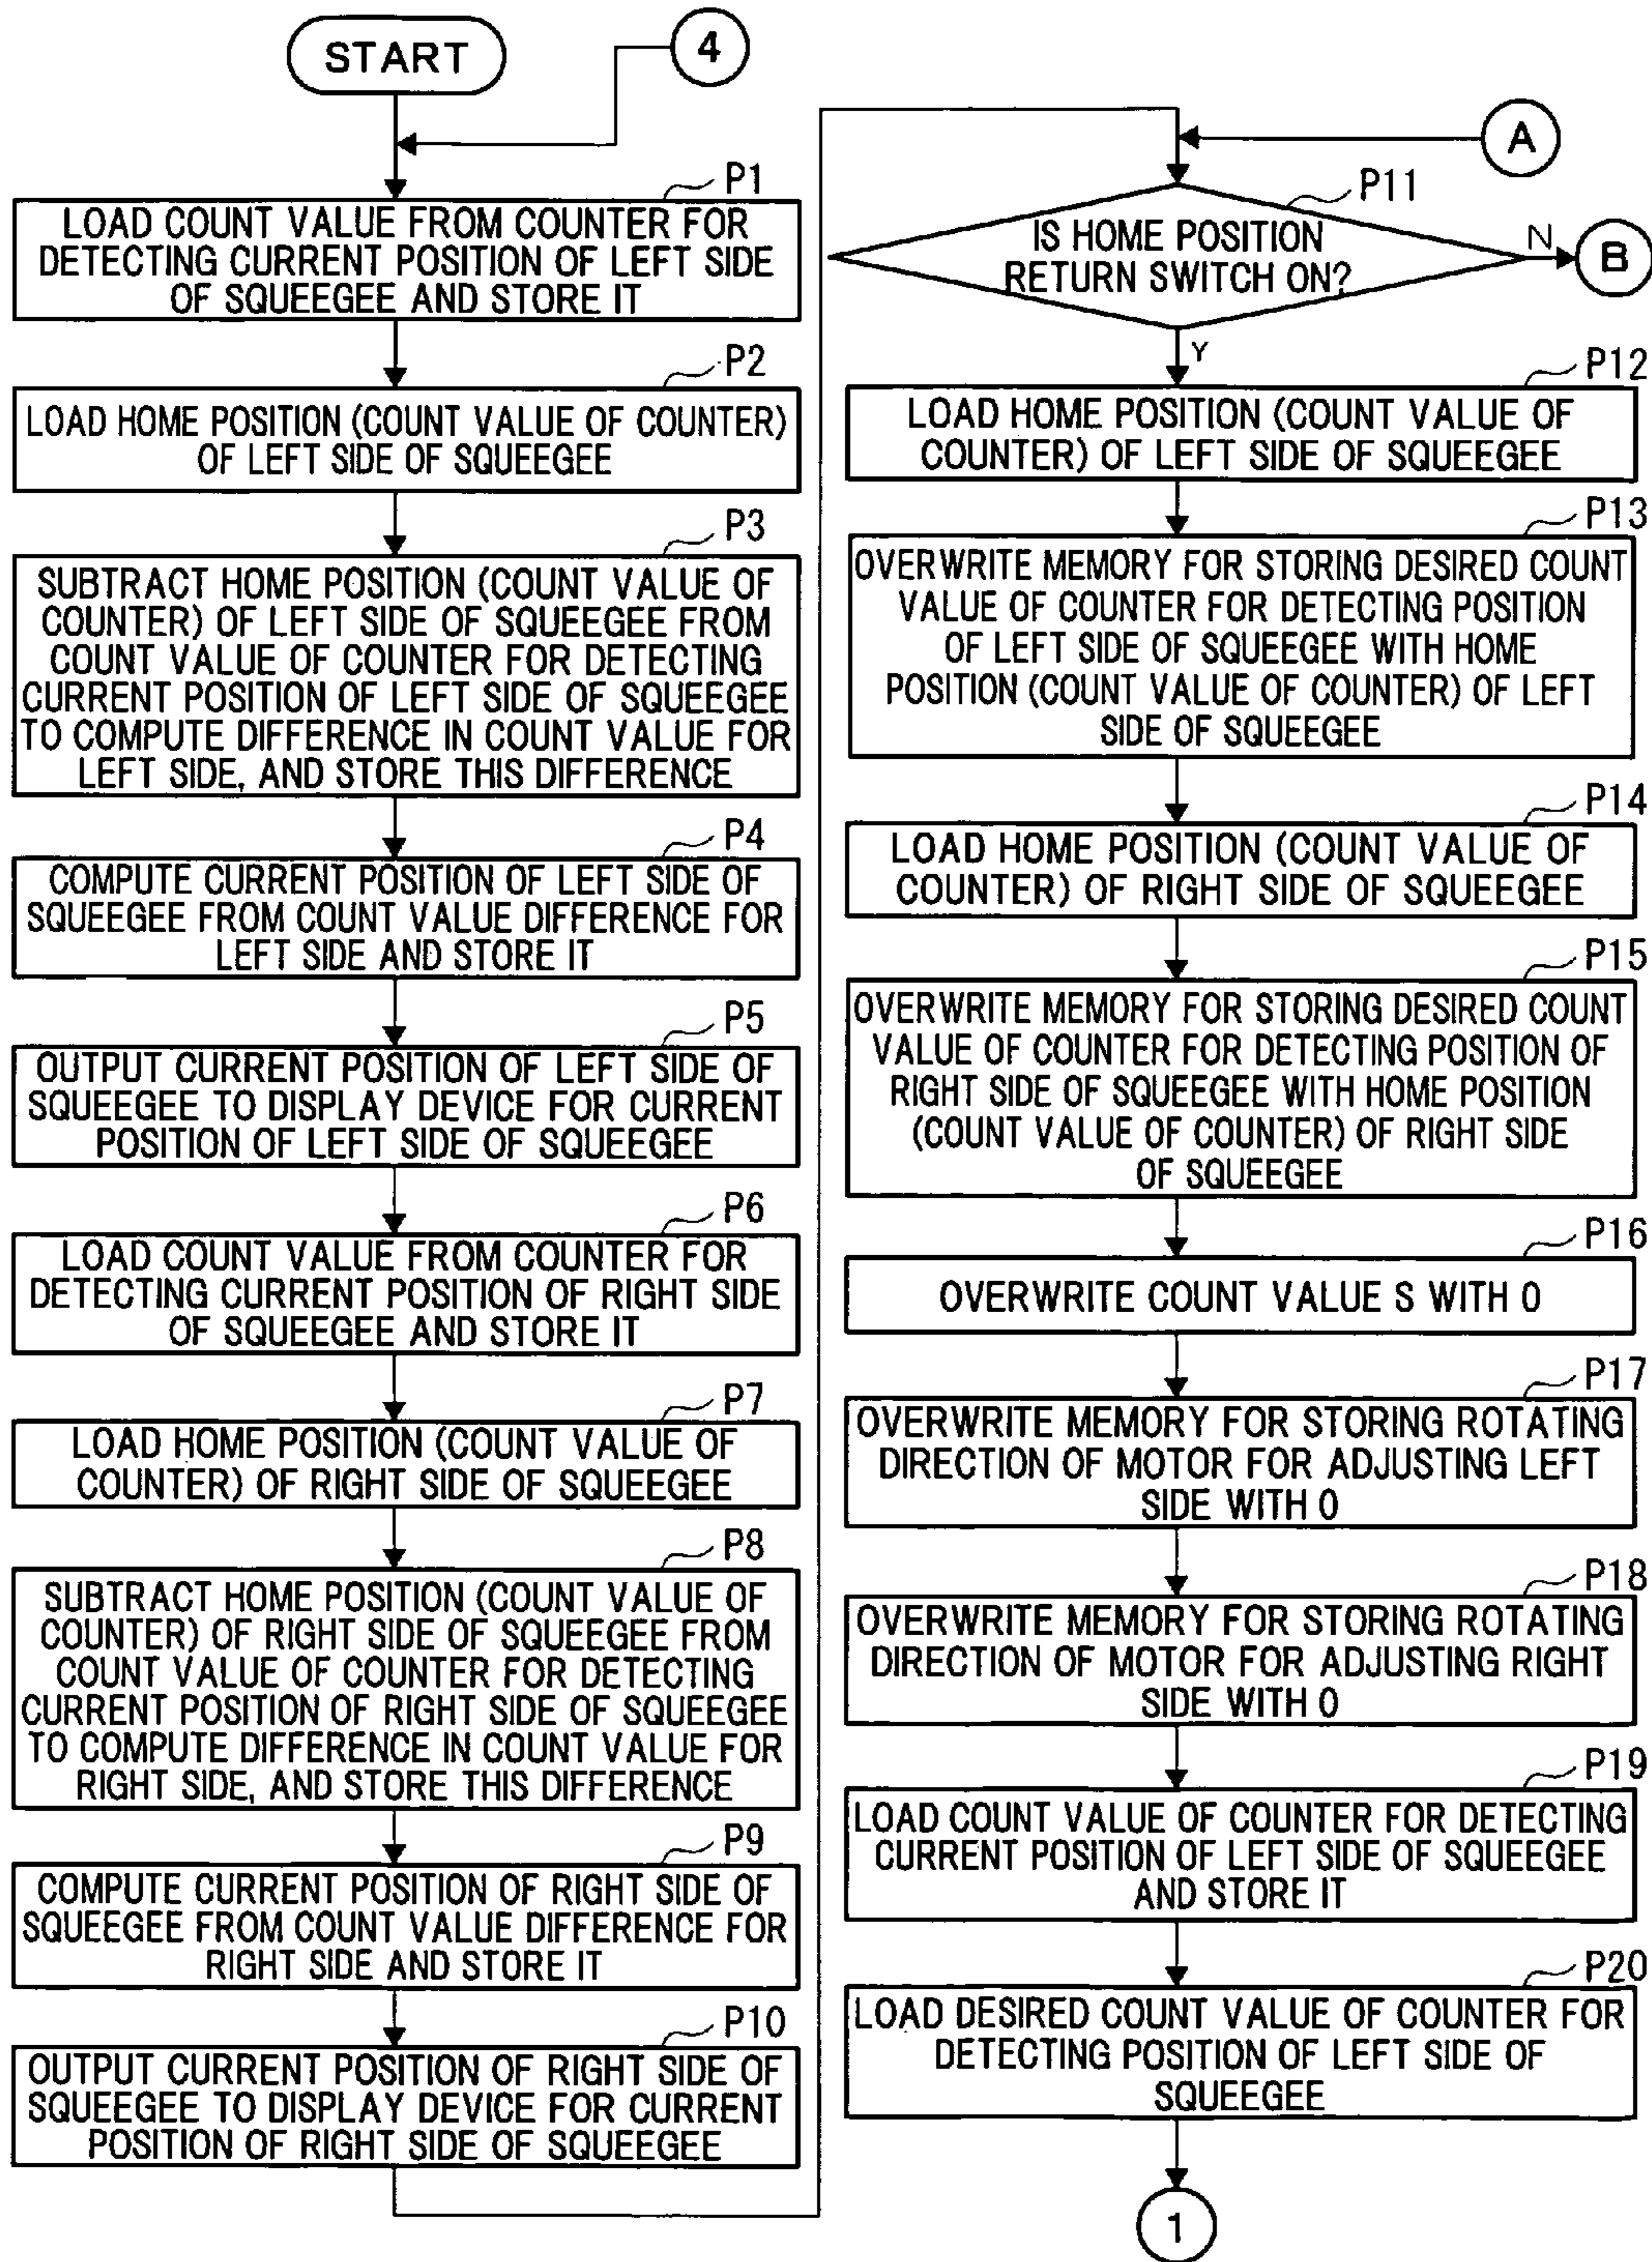 START
4
P1
LOAD COUNT VALUE FROM COUNTER FOR
DETECTING CURRENT POSITION OF LEFT SIDE
OF SQUEEGEE AND STORE IT
P2
LOAD HOME POSITION (COUNT VALUE OF COUNTER)
OF LEFT SIDE OF SQUEEGEE
P3
SUBTRACT HOME POSITION (COUNT VALUE OF
COUNTER) OF LEFT SIDE OF SQUEEGEE FROM
COUNT VALUE OF COUNTER FOR DETECTING
CURRENT POSITION OF LEFT SIDE OF SQUEEGEE
TO COMPUTE DIFFERENCE IN COUNT VALUE FOR
LEFT SIDE, AND STORE THIS DIFFERENCE
P4
COMPUTE CURRENT POSITION OF LEFT SIDE OF
SQUEEGEE FROM COUNT VALUE DIFFERENCE FOR
LEFT SIDE AND STORE IT
P5
OUTPUT CURRENT POSITION OF LEFT SIDE OF
SQUEEGEE TO DISPLAY DEVICE FOR CURRENT
POSITION OF LEFT SIDE OF SQUEEGEE
P6
LOAD COUNT VALUE FROM COUNTER FOR
DETECTING CURRENT POSITION OF RIGHT SIDE
OF SQUEEGEE AND STORE IT
P7
LOAD HOME POSITION (COUNT VALUE OF
COUNTER) OF RIGHT SIDE OF SQUEEGEE
P8
SUBTRACT HOME POSITION (COUNT VALUE OF
COUNTER) OF RIGHT SIDE OF SQUEEGEE FROM
COUNT VALUE OF COUNTER FOR DETECTING
CURRENT POSITION OF RIGHT SIDE OF SQUEEGEE
TO COMPUTE DIFFERENCE IN COUNT VALUE FOR
RIGHT SIDE, AND STORE THIS DIFFERENCE
P9
COMPUTE CURRENT POSITION OF RIGHT SIDE OF
SQUEEGEE FROM COUNT VALUE DIFFERENCE FOR
RIGHT SIDE AND STORE IT
P10
OUTPUT CURRENT POSITION OF RIGHT SIDE OF
SQUEEGEE TO DISPLAY DEVICE FOR CURRENT
POSITION OF RIGHT SIDE OF SQUEEGEE
A
P11
IS HOME POSITION
RETURN SWITCH ON?
N
B
Y
P12
LOAD HOME POSITION (COUNT VALUE OF
COUNTER) OF LEFT SIDE OF SQUEEGEE
P13
OVERWRITE MEMORY FOR STORING DESIRED COUNT
VALUE OF COUNTER FOR DETECTING POSITION
OF LEFT SIDE OF SQUEEGEE WITH HOME
POSITION (COUNT VALUE OF COUNTER) OF LEFT
SIDE OF SQUEEGEE
P14
LOAD HOME POSITION (COUNT VALUE OF
COUNTER) OF RIGHT SIDE OF SQUEEGEE
P15
OVERWRITE MEMORY FOR STORING DESIRED COUNT
VALUE OF COUNTER FOR DETECTING POSITION OF
RIGHT SIDE OF SQUEEGEE WITH HOME POSITION
(COUNT VALUE OF COUNTER) OF RIGHT SIDE
OF SQUEEGEE
P16
OVERWRITE COUNT VALUE S WITH 0
P17
OVERWRITE MEMORY FOR STORING ROTATING
DIRECTION OF MOTOR FOR ADJUSTING LEFT
SIDE WITH 0
P18
OVERWRITE MEMORY FOR STORING ROTATING
DIRECTION OF MOTOR FOR ADJUSTING RIGHT
SIDE WITH 0
P19
LOAD COUNT VALUE OF COUNTER FOR DETECTING
CURRENT POSITION OF LEFT SIDE OF SQUEEGEE
AND STORE IT
P20
LOAD DESIRED COUNT VALUE OF COUNTER FOR
DETECTING POSITION OF LEFT SIDE OF
SQUEEGEE
1